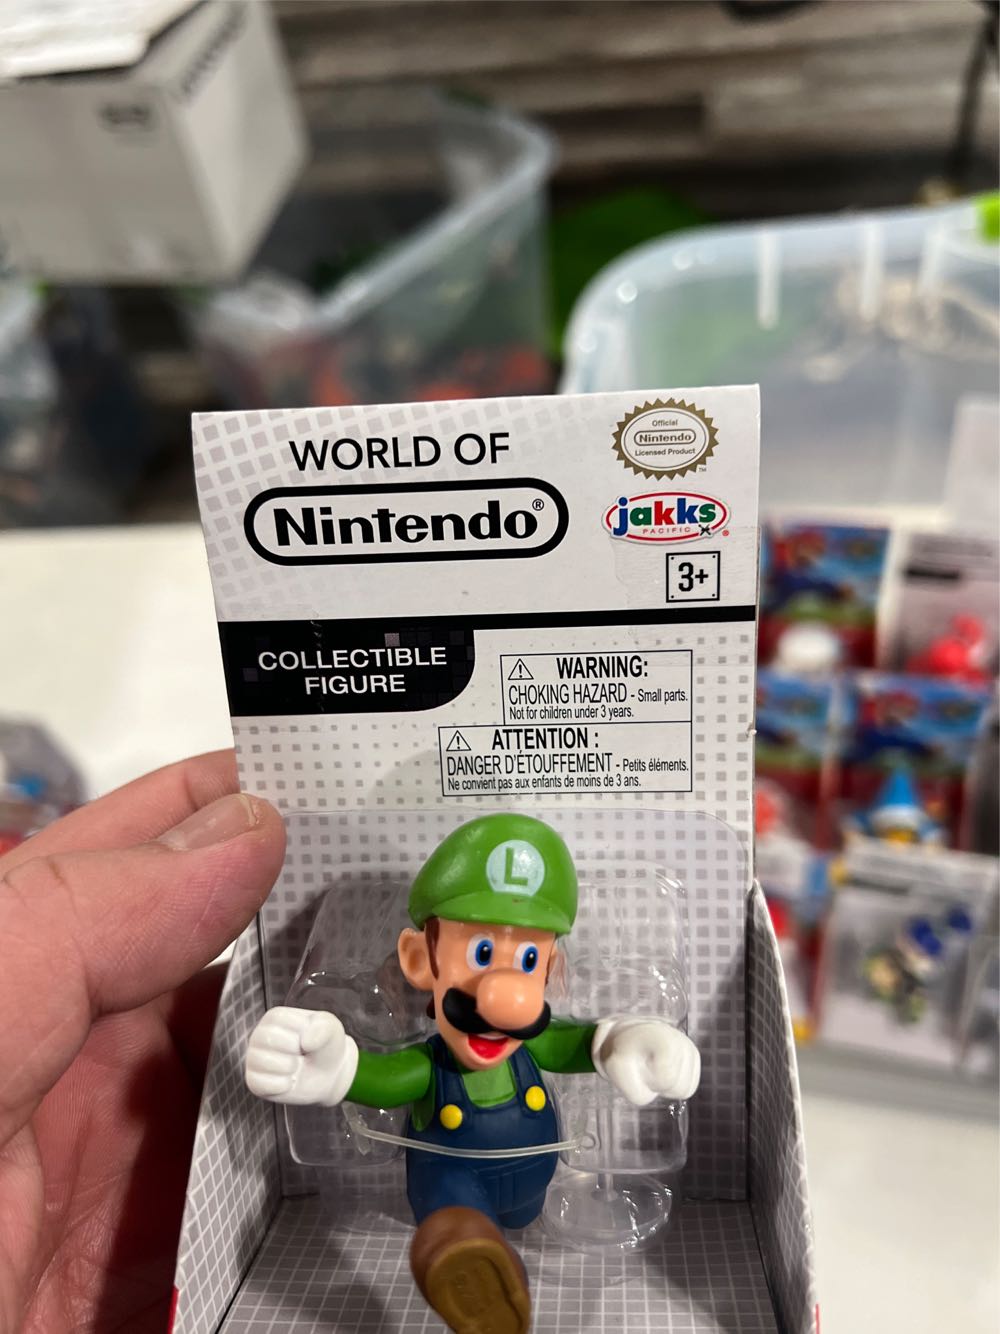 WORLD OF
Nintendo®
Official
Nintendo
Licensed Product
™
jakks
PACIFIC
®
3+
COLLECTIBLE
FIGURE
WARNING:
CHOKING HAZARD - Small parts.
Not for children under 3 years.
ATTENTION :
DANGER D'ÉTOUFFEMENT - Petits éléments.
Ne convient pas aux enfants de moins de 3 ans.
L